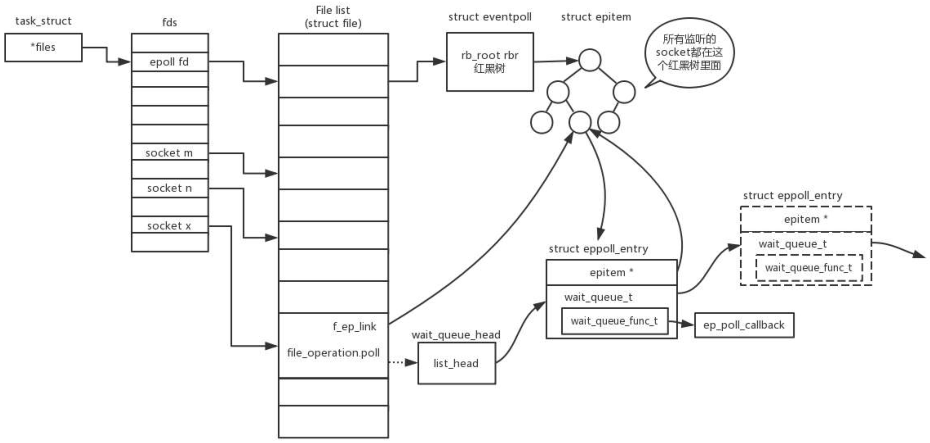 task_struct
*files
fds
epoll fd
socket m
socket n
socket x
File list
(struct file)
f_ep_link
file_operation.poll
struct eventpoll
rb_root rbr
红黑树
struct epitem
所有监听的
socket都在这
个红黑树里面
wait_queue_head
list_head
struct eppoll_entry
epitem *
wait_queue_t
wait_queue_func_t
ep_poll_callback
struct eppoll_entry
epitem *
wait_queue_t
wait_queue_func_t